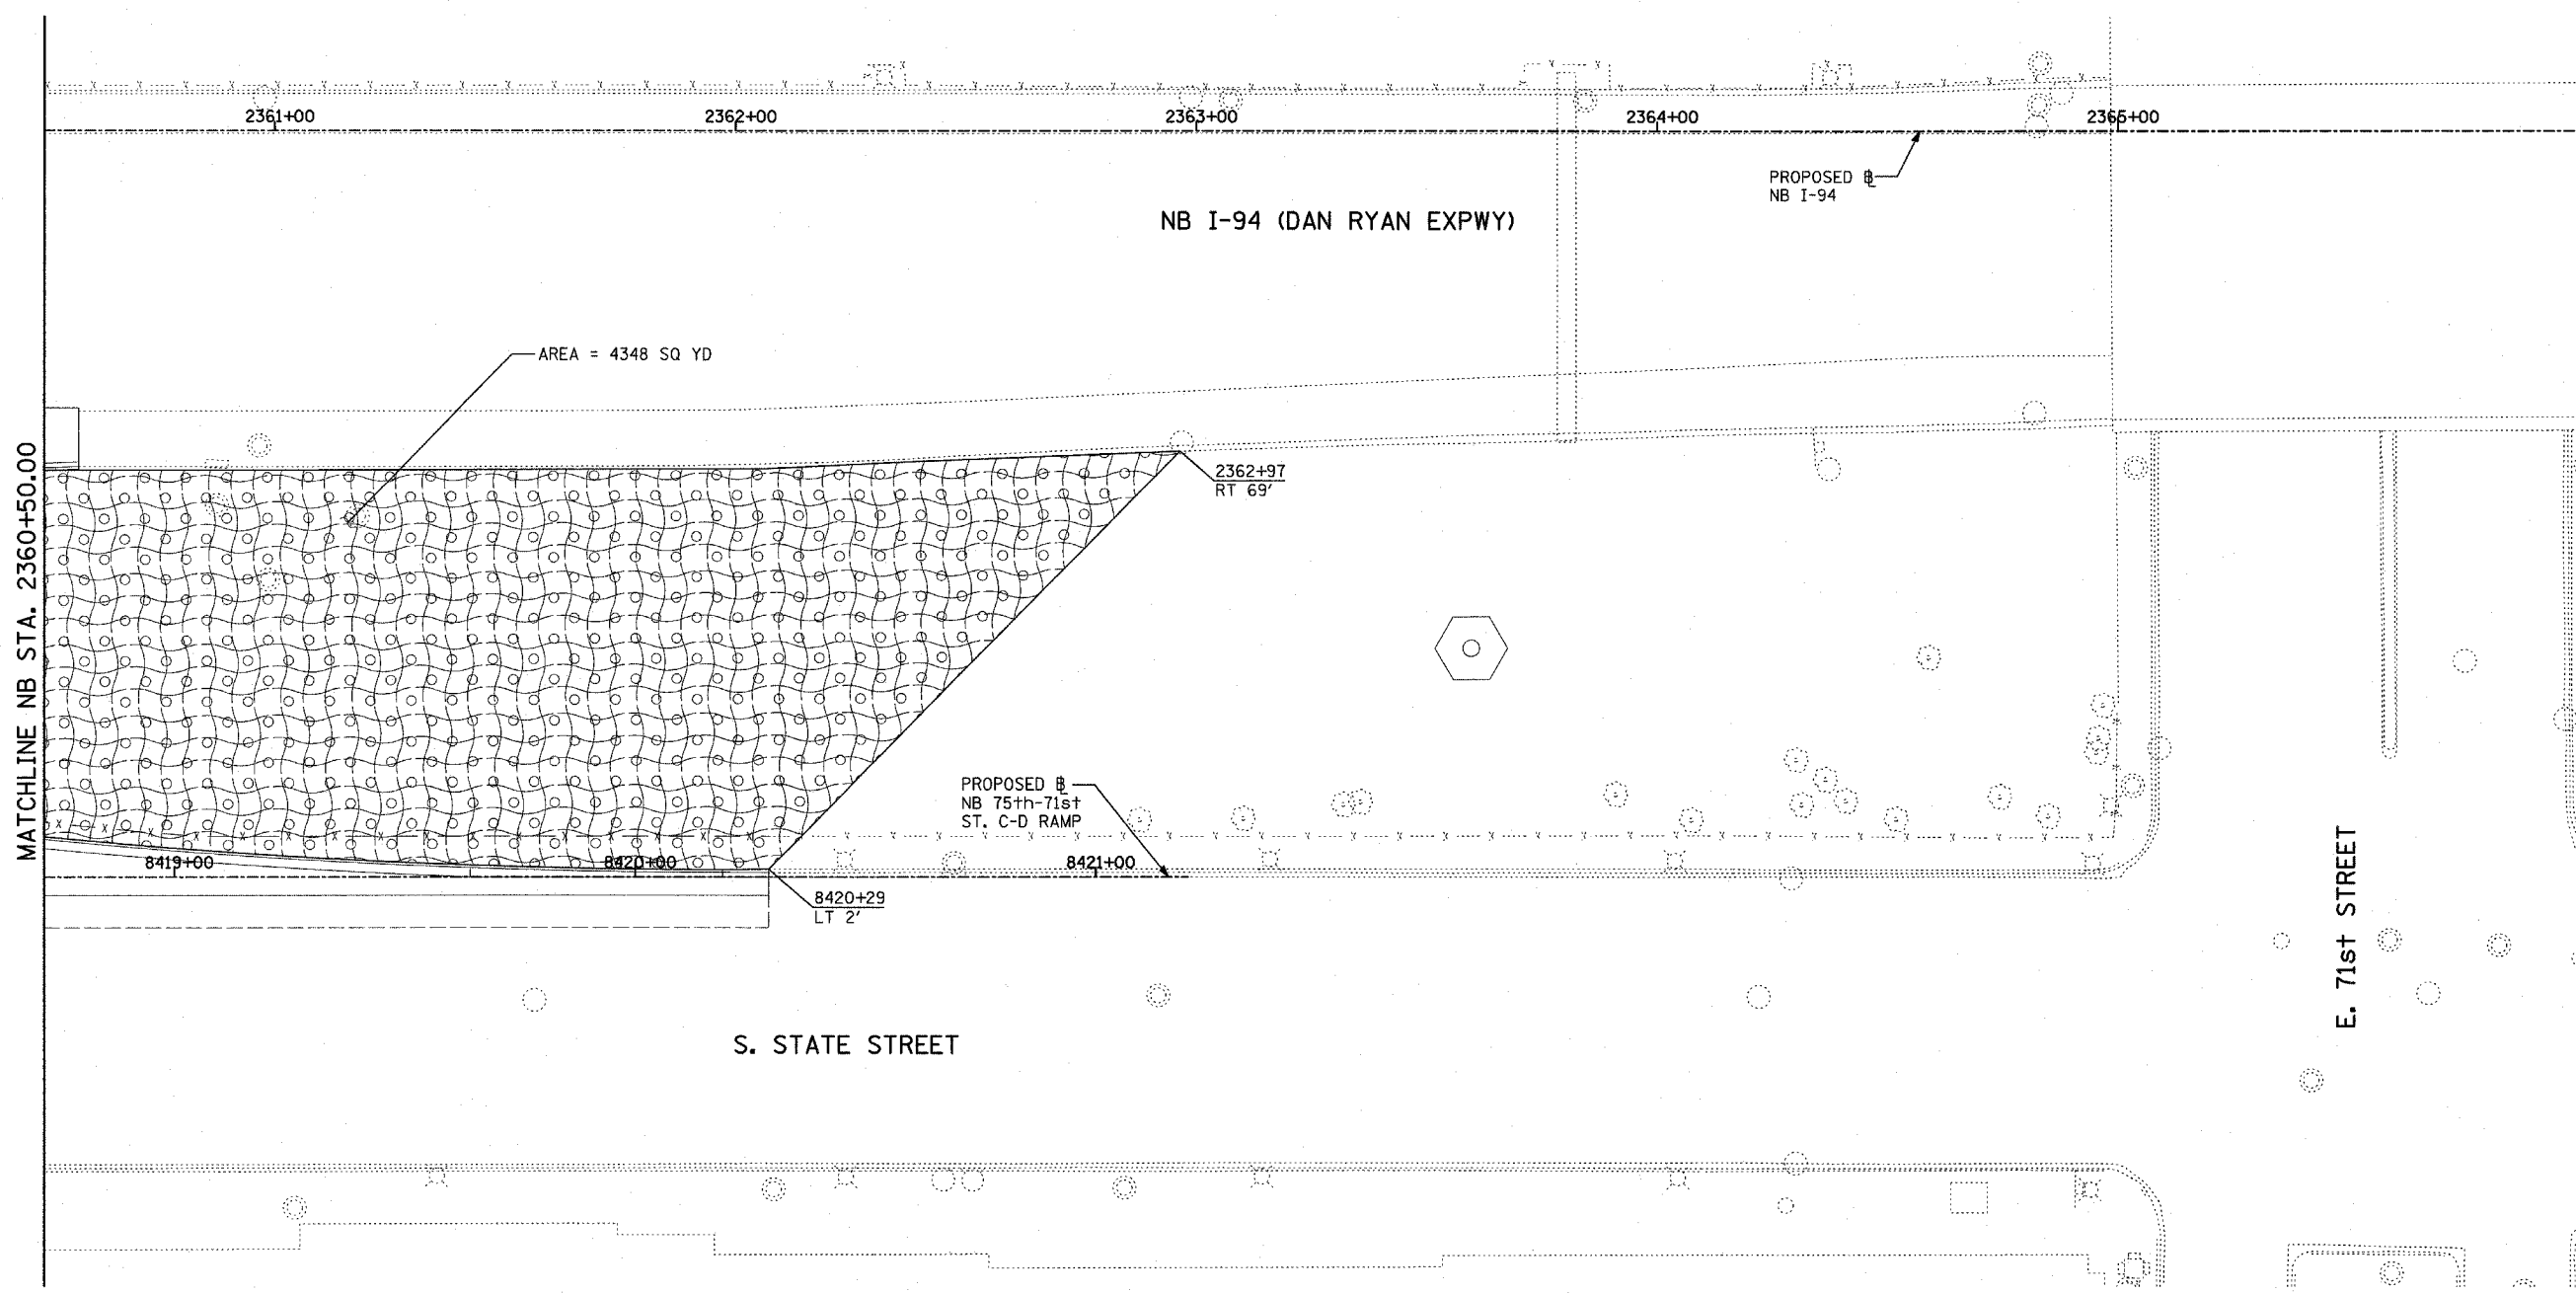 2361+00 2362+00 2363+00 2364+00 2365+00
PROPOSED ℄
NB I-94
NB I-94 (DAN RYAN EXPWY)
AREA = 4348 SQ YD
MATCHLINE NB STA. 2360+50.00
2362+97
RT 69'
PROPOSED ℄
NB 75th-71st
ST. C-D RAMP
8419+00 8420+00 8421+00
8420+29
LT 2'
S. STATE STREET
E. 71st STREET